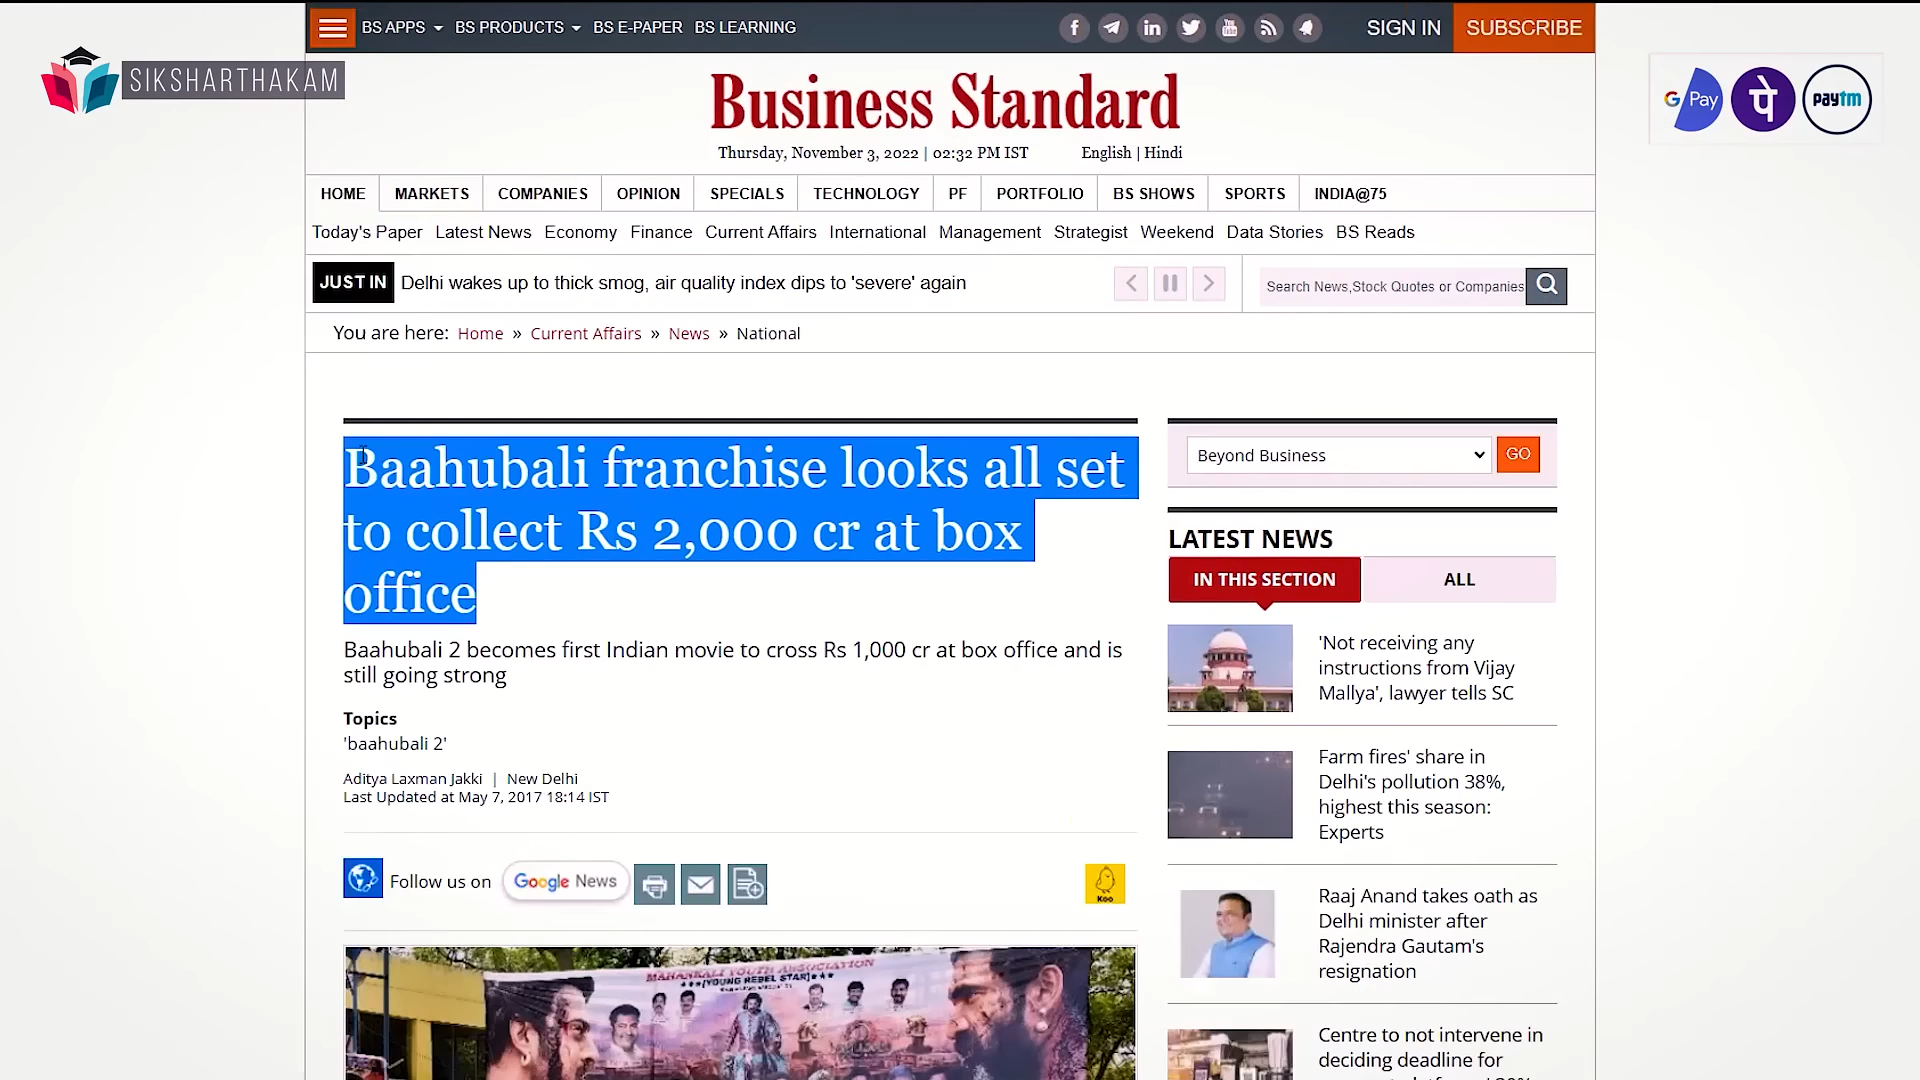 BS APPS BS PRODUCTS BS E-PAPER BS LEARNING
SIGN IN SUBSCRIBE
SIKSHARTHAKAM
G Pay पे paytm
Business Standard
Thursday, November 3, 2022 | 02:32 PM IST English | Hindi
HOME MARKETS COMPANIES OPINION SPECIALS TECHNOLOGY PF PORTFOLIO BS SHOWS SPORTS INDIA@75
Today's Paper Latest News Economy Finance Current Affairs International Management Strategist Weekend Data Stories BS Reads
JUST IN Delhi wakes up to thick smog, air quality index dips to 'severe' again
Search News,Stock Quotes or Companies
You are here: Home » Current Affairs » News » National
Baahubali franchise looks all set
to collect Rs 2,000 cr at box
office
Baahubali 2 becomes first Indian movie to cross Rs 1,000 cr at box office and is
still going strong
Topics
'baahubali 2'
Aditya Laxman Jakki | New Delhi
Last Updated at May 7, 2017 18:14 IST
Follow us on Google News
Koo
MAHANKALI YOUTH ASSOCIATION
[YOUNG REBEL STAR]
Beyond Business GO
LATEST NEWS
IN THIS SECTION ALL
'Not receiving any
instructions from Vijay
Mallya', lawyer tells SC
Farm fires' share in
Delhi's pollution 38%,
highest this season:
Experts
Raaj Anand takes oath as
Delhi minister after
Rajendra Gautam's
resignation
Centre to not intervene in
deciding deadline for